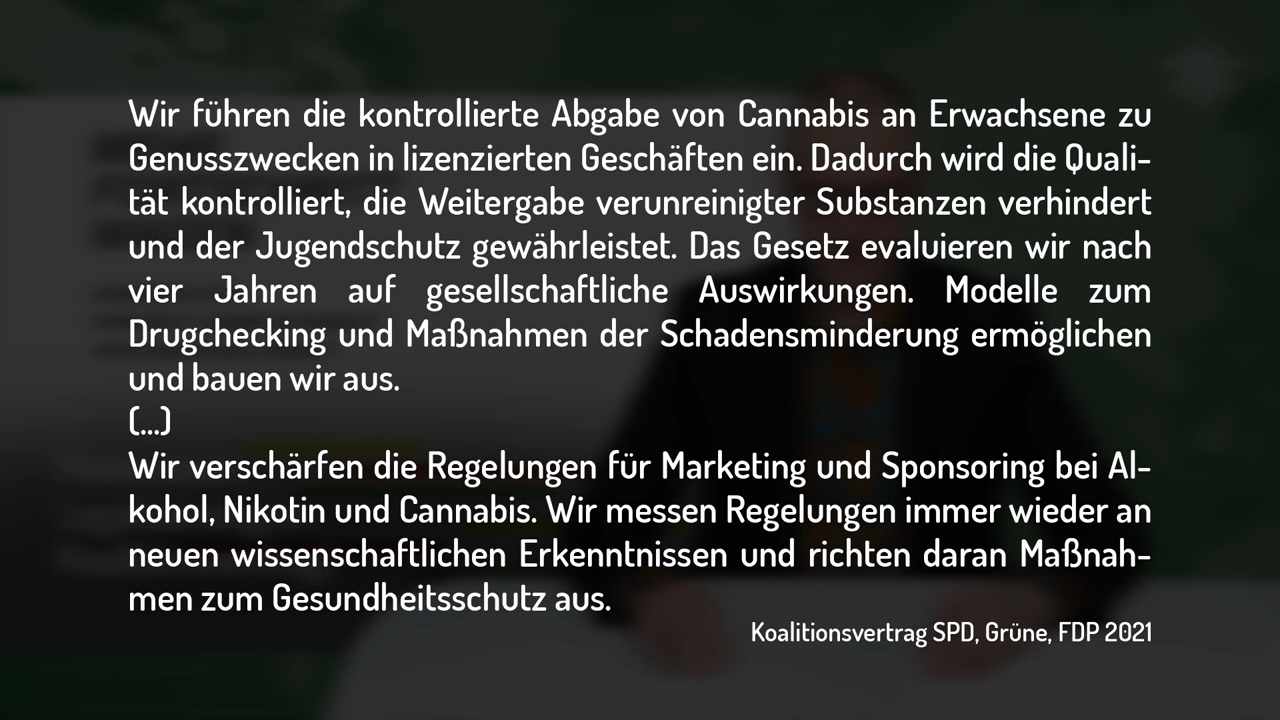 Wir führen die kontrollierte Abgabe von Cannabis an Erwachsene zu
Genusszwecken in lizenzierten Geschäften ein. Dadurch wird die Quali-
tät kontrolliert, die Weitergabe verunreinigter Substanzen verhindert
und der Jugendschutz gewährleistet. Das Gesetz evaluieren wir nach
vier Jahren auf gesellschaftliche Auswirkungen. Modelle zum
Drugchecking und Maßnahmen der Schadensminderung ermöglichen
und bauen wir aus.
(...)
Wir verschärfen die Regelungen für Marketing und Sponsoring bei Al-
kohol, Nikotin und Cannabis. Wir messen Regelungen immer wieder an
neuen wissenschaftlichen Erkenntnissen und richten daran Maßnah-
men zum Gesundheitsschutz aus.
Koalitionsvertrag SPD, Grüne, FDP 2021